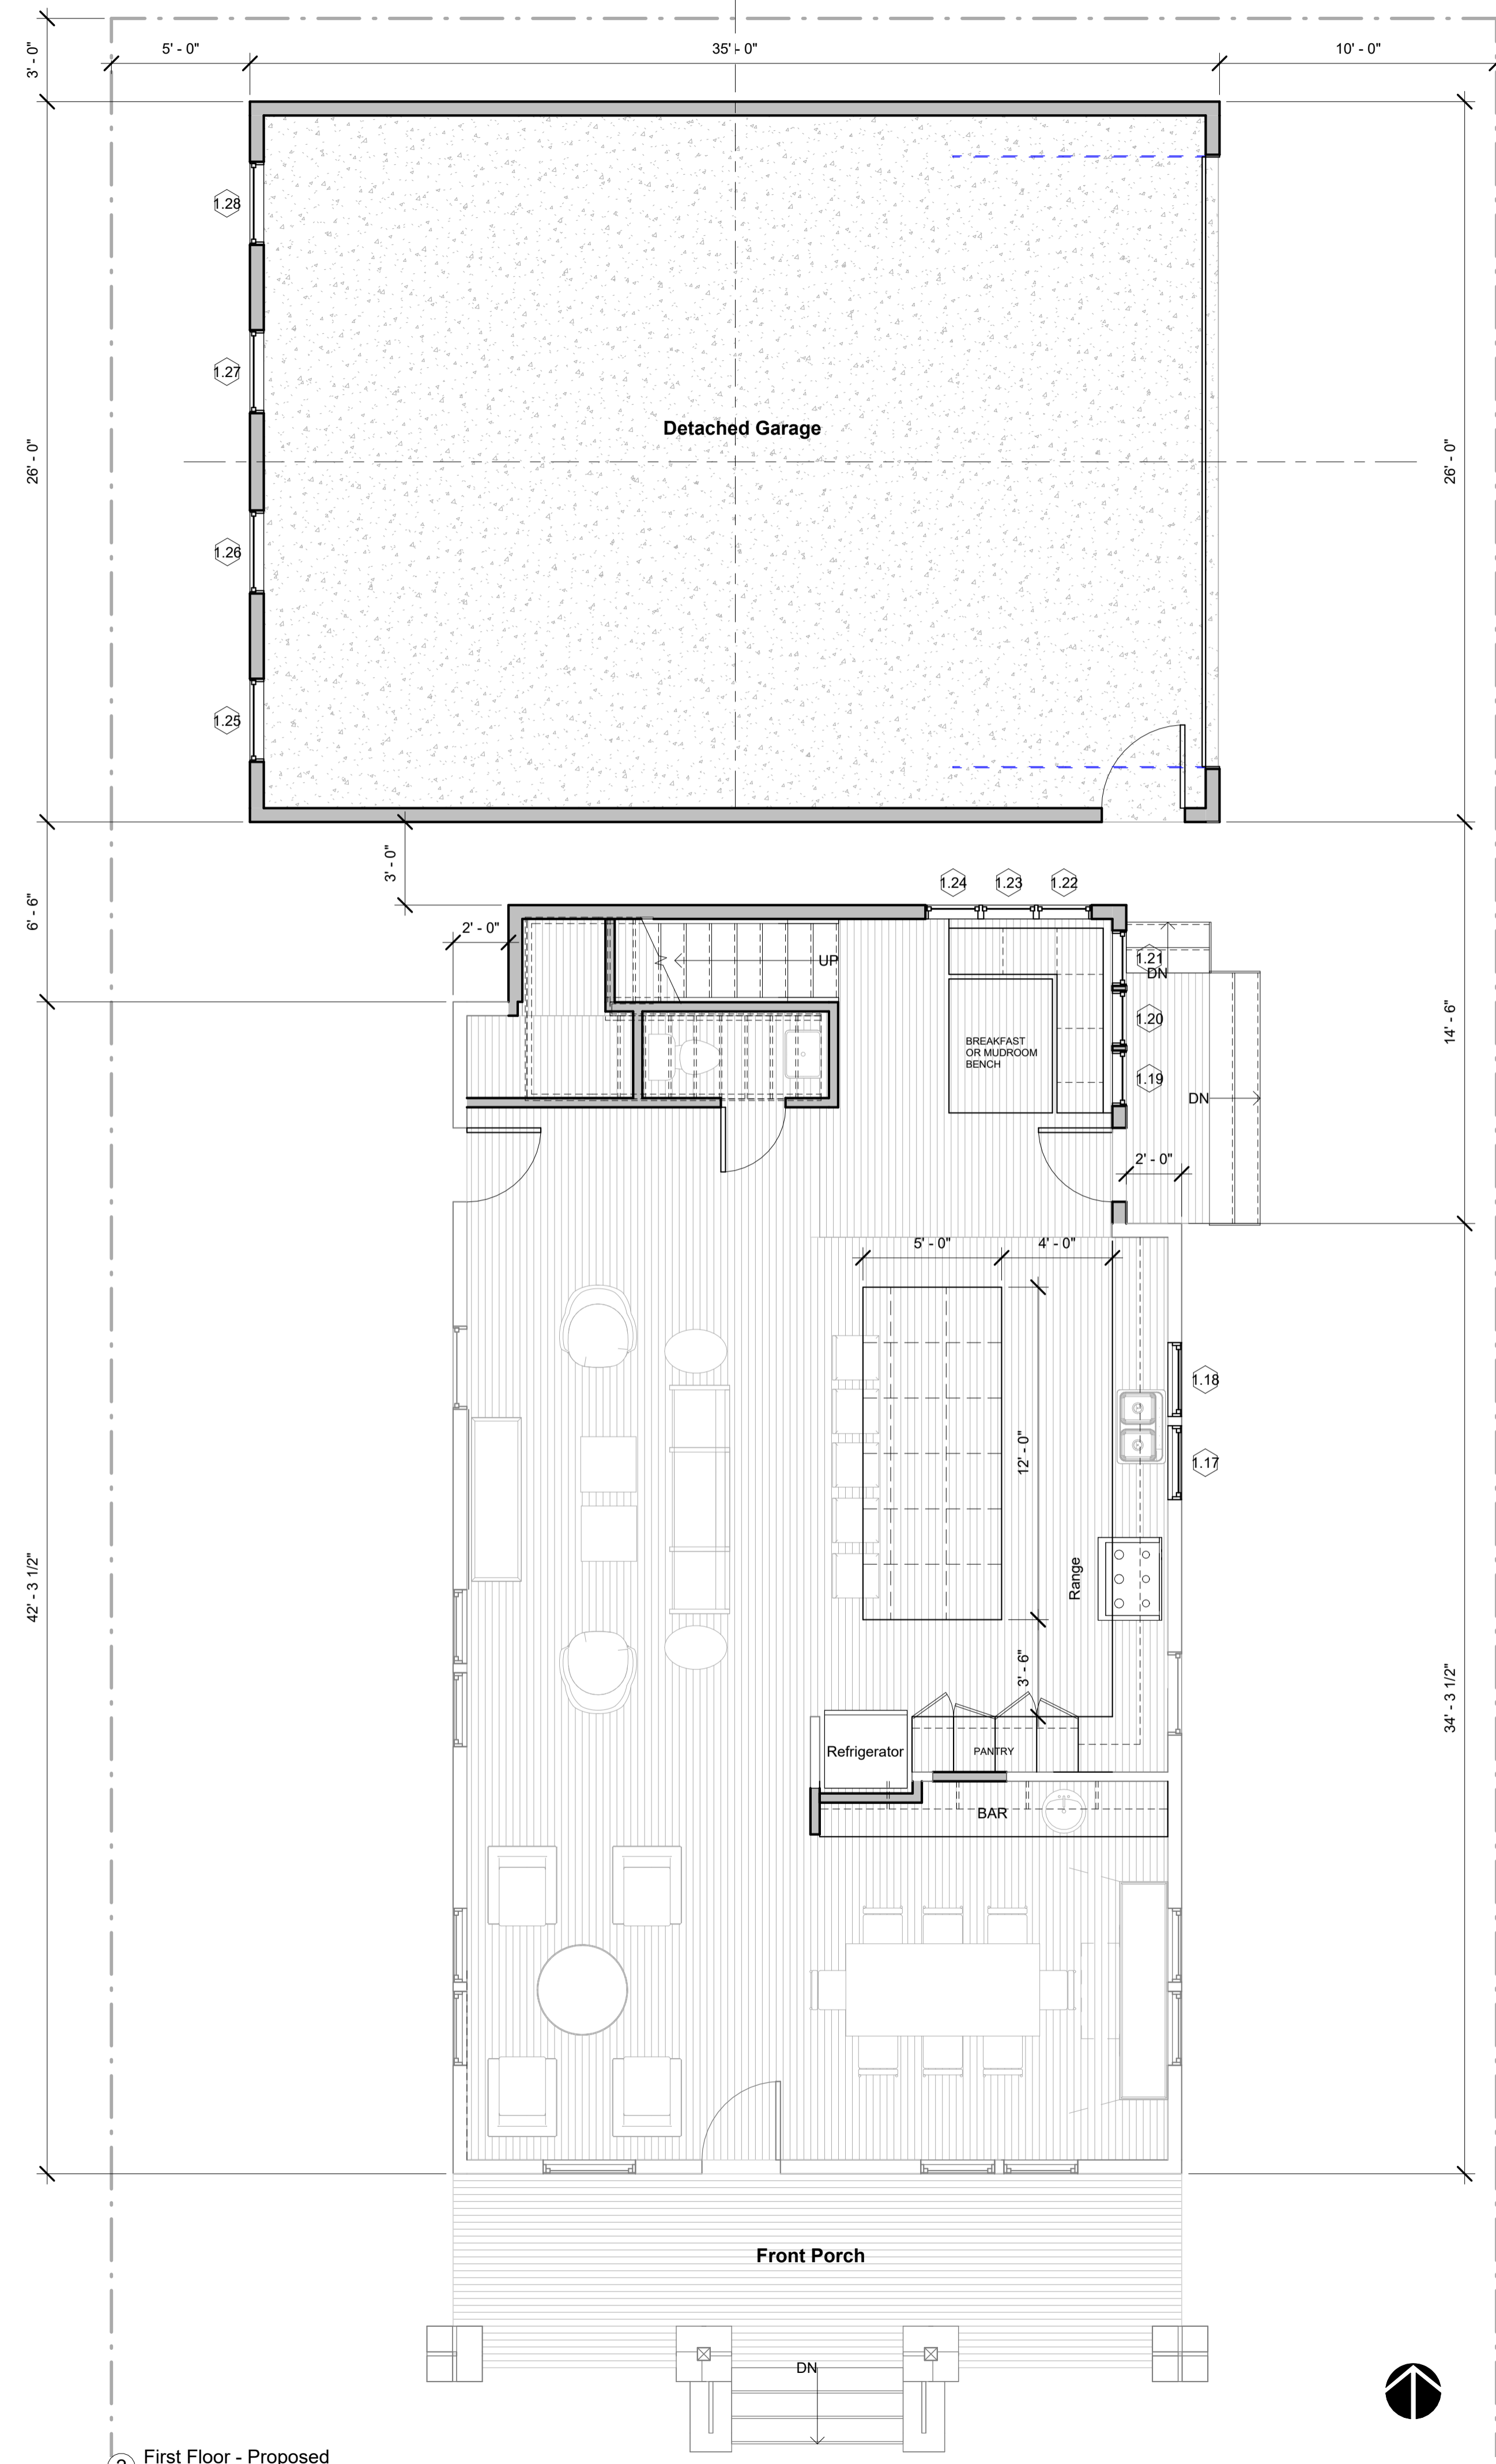 5' - 0"
35' - 0"
10' - 0"
3' - 0"
1.28
1.27
Detached Garage
26' - 0"
26' - 0"
1.26
1.25
3' - 0"
1.24
1.23
1.22
6' - 6"
2' - 0"
UP
1.21
DN
1.20
14' - 6"
BREAKFAST
OR MUDROOM
BENCH
1.19
DN
2' - 0"
5' - 0"
4' - 0"
1.18
12' - 0"
1.17
Range
42' - 3 1/2"
3' - 6"
34' - 3 1/2"
Refrigerator
PANTRY
BAR
Front Porch
DN
First Floor - Proposed